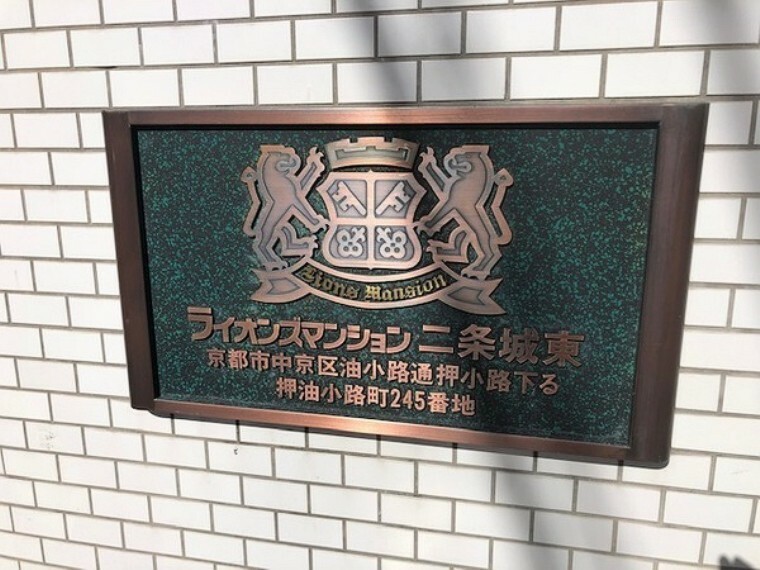 Lions Mansion
ライオンズマンション二条城東
京都市中京区油小路通押小路下る
押油小路町245番地